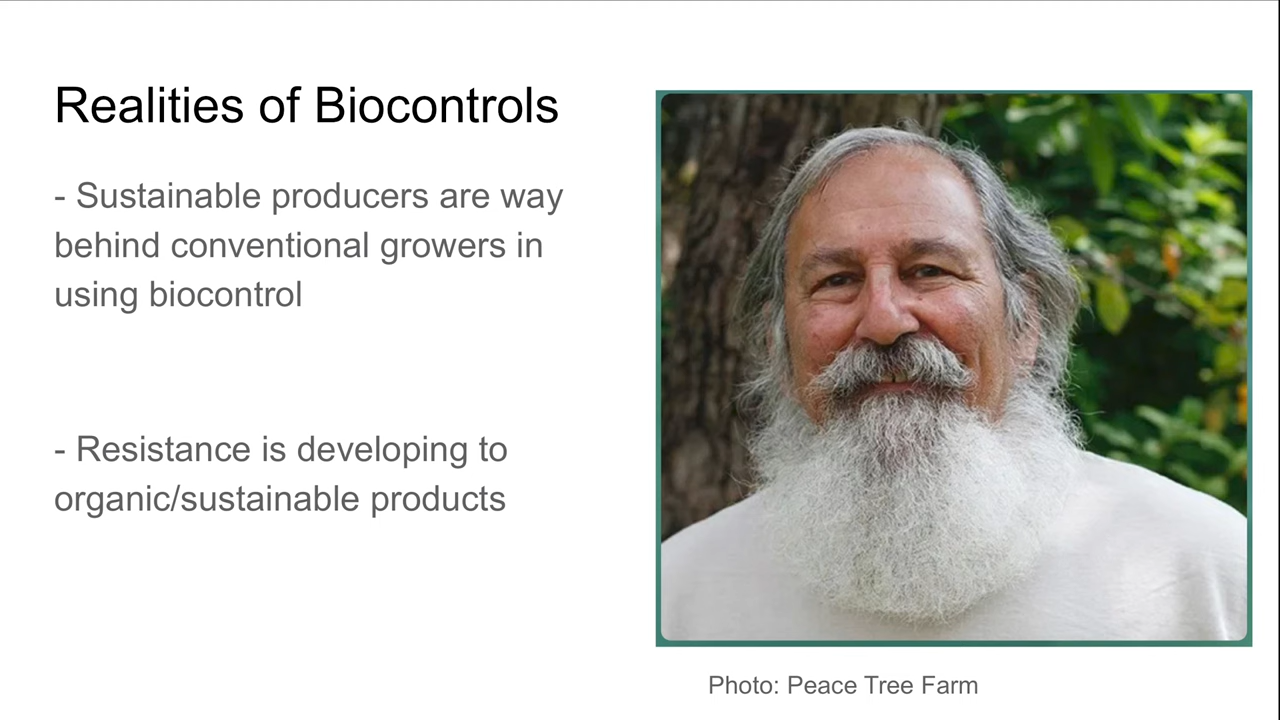 Realities of Biocontrols
- Sustainable producers are way
behind conventional growers in
using biocontrol
- Resistance is developing to
organic/sustainable products
Photo: Peace Tree Farm